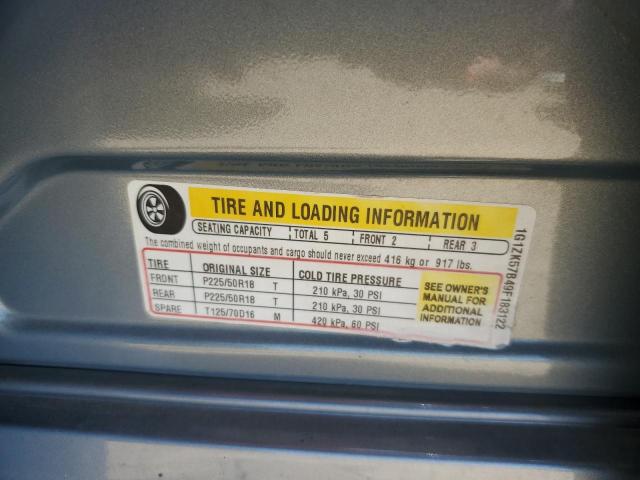 TIRE AND LOADING INFORMATION
SEATING CAPACITY TOTAL 5 FRONT 2 REAR 3
The combined weight of occupants and cargo should never exceed 416 kg or 917 lbs.
TIRE ORIGINAL SIZE COLD TIRE PRESSURE
FRONT P225/50R18 T 210 kPa, 30 PSI
REAR P225/50R18 T 210 kPa, 30 PSI
SPARE T125/70D16 M 420 kPa, 60 PSI
SEE OWNER'S
MANUAL FOR
ADDITIONAL
INFORMATION
1G1ZK57B49F183122